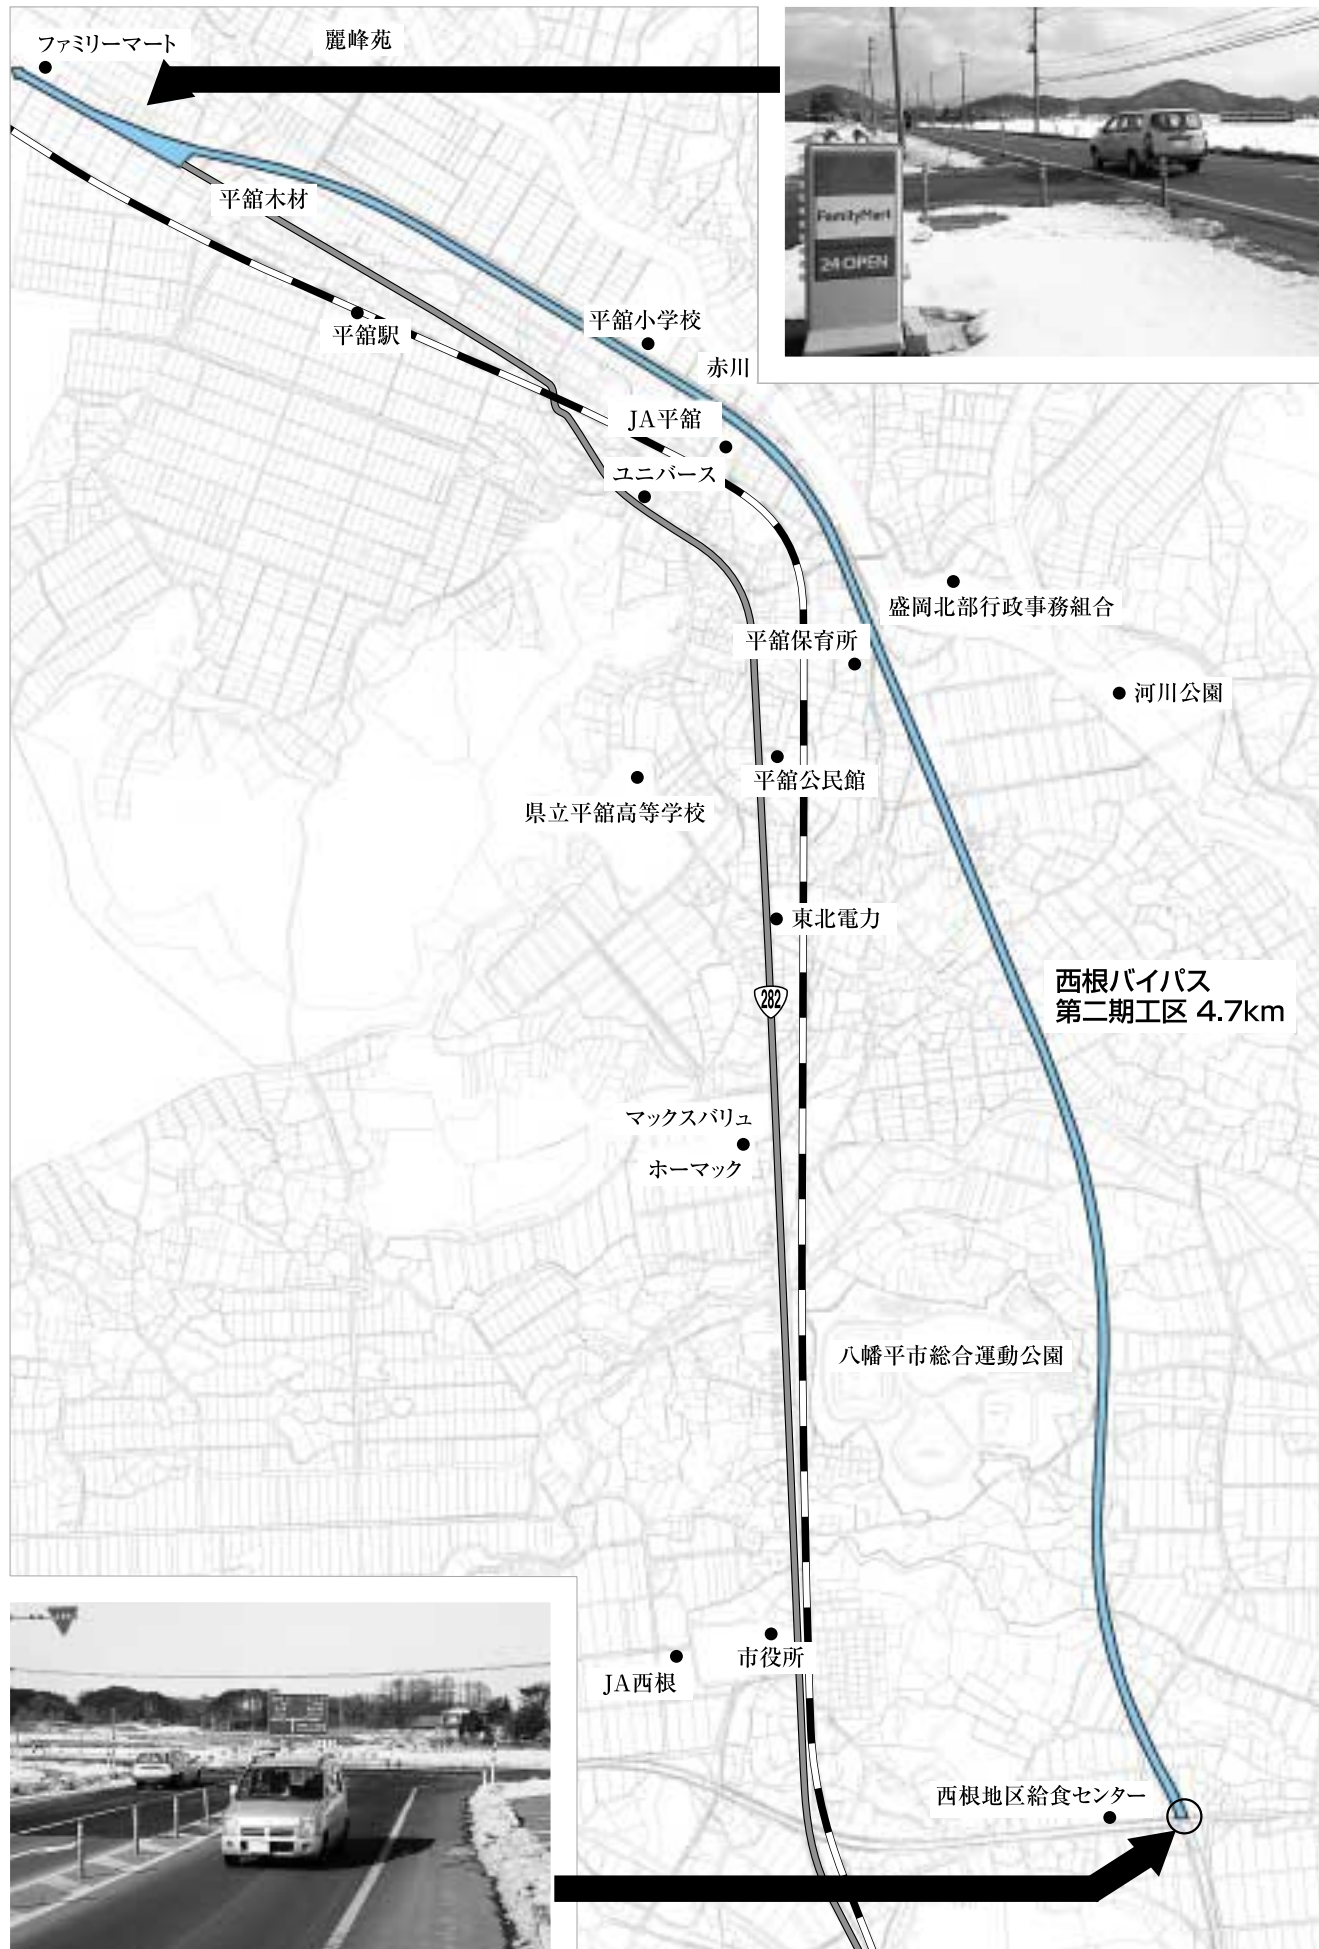 ファミリーマート
麗峰苑
FamilyMart
24 OPEN
平舘木材
平舘駅
平舘小学校
赤川
JA平舘
ユニバース
盛岡北部行政事務組合
平舘保育所
河川公園
平舘公民館
県立平舘高等学校
東北電力
西根バイパス
第二期工区 4.7km
282
マックスバリュ
ホーマック
八幡平市総合運動公園
市役所
JA西根
西根地区給食センター